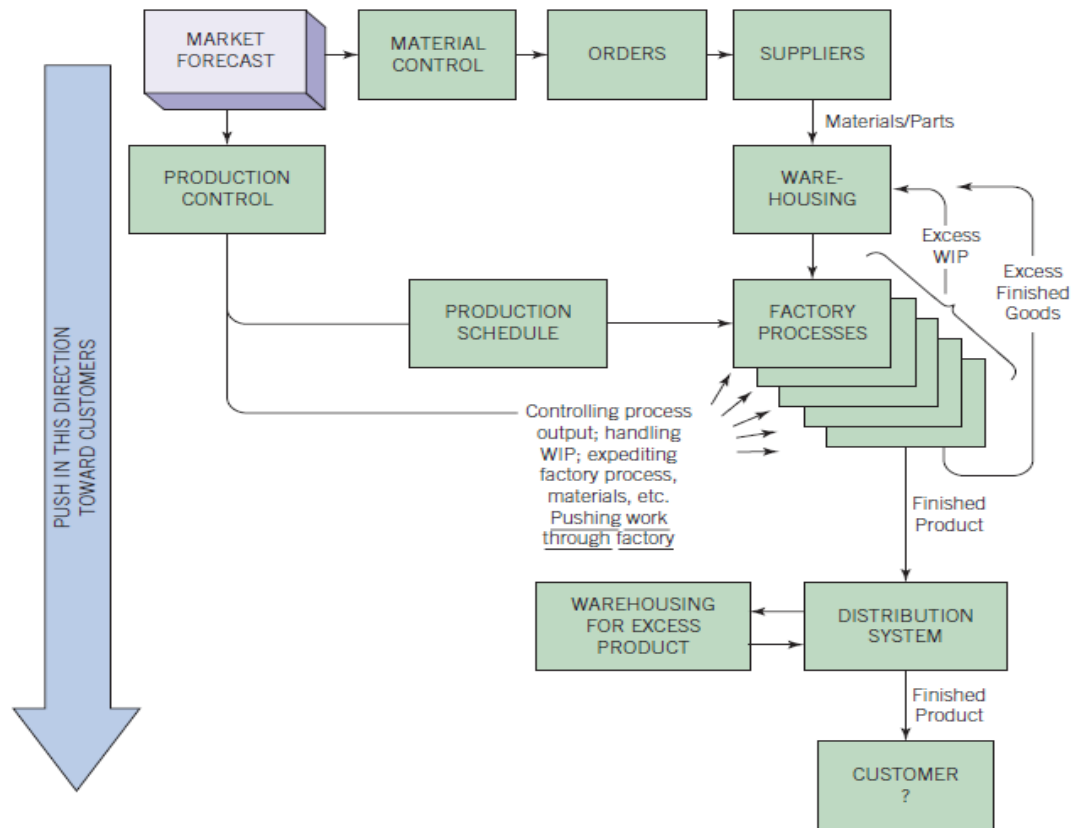 MARKET
FORECAST
MATERIAL
CONTROL
ORDERS
SUPPLIERS
Materials/Parts
PRODUCTION
CONTROL
WARE-
HOUSING
Excess
WIP
Excess
Finished
Goods
PRODUCTION
SCHEDULE
FACTORY
PROCESSES
PUSH IN THIS DIRECTION
TOWARD CUSTOMERS
Controlling process
output; handling
WIP; expediting
factory process,
materials, etc.
Pushing work
through factory
Finished
Product
WAREHOUSING
FOR EXCESS
PRODUCT
DISTRIBUTION
SYSTEM
Finished
Product
CUSTOMER
?